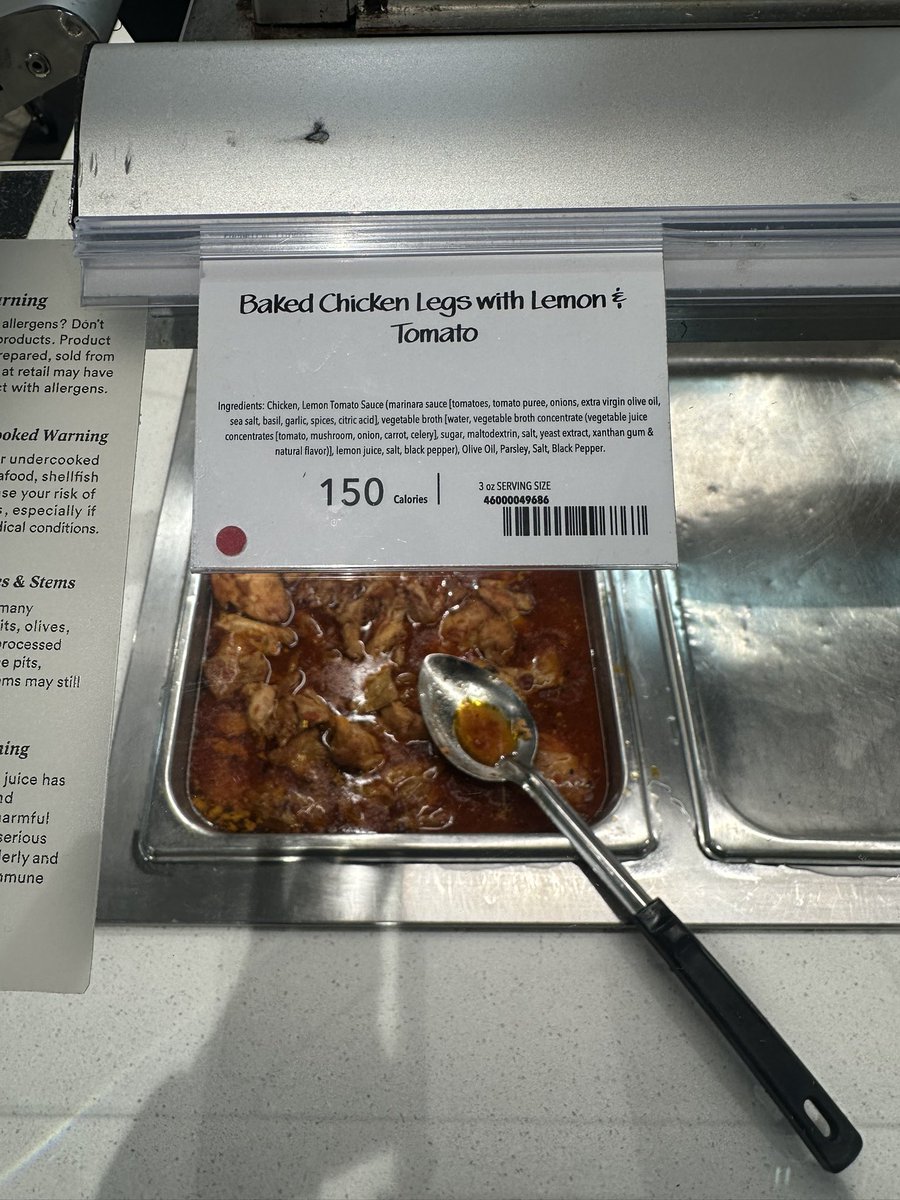 arning
allergens? Don't
products. Product
repared, sold from
at retail may have
ct with allergens.
ooked Warning
r undercooked
afood, shellfish
se your risk of
s, especially if
dical conditions.
s & Stems
many
its, olives,
processed
e pits,
ms may still
ning
juice has
nd
harmful
serious
lerly and
mmune
Baked Chicken Legs with Lemon &
Tomato
Ingredients: Chicken, Lemon Tomato Sauce (marinara sauce [tomatoes, tomato puree, onions, extra virgin olive oil,
sea salt, basil, garlic, spices, citric acid], vegetable broth [water, vegetable broth concentrate (vegetable juice
concentrates [tomato, mushroom, onion, carrot, celery], sugar, maltodextrin, salt, yeast extract, xanthan gum &
natural flavor)], lemon juice, salt, black pepper), Olive Oil, Parsley, Salt, Black Pepper.
150 Calories
3 oz SERVING SIZE
46000049686